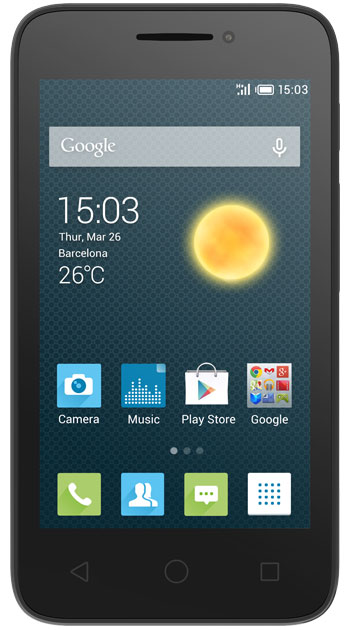 15:03
Google
15:03
Thur, Mar 26
Barcelona
26°C
Camera
Music
Play Store
Google